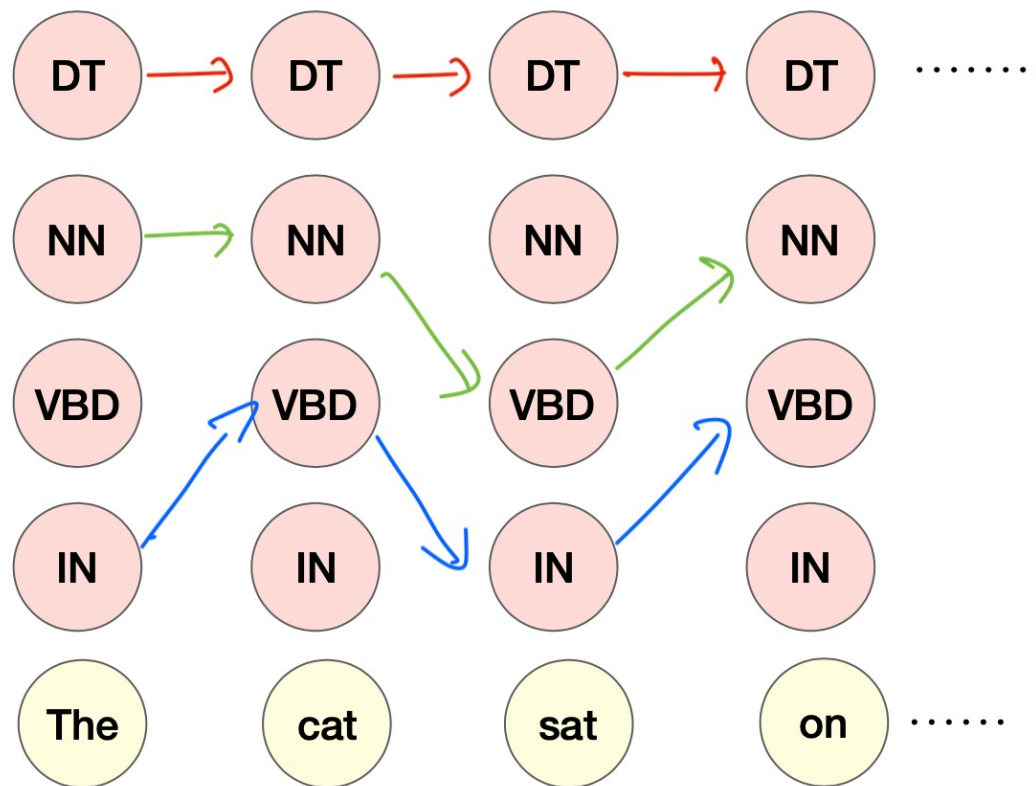 DT DT DT DT .......
NN NN NN NN
VBD VBD VBD VBD
IN IN IN IN
The cat sat on ......